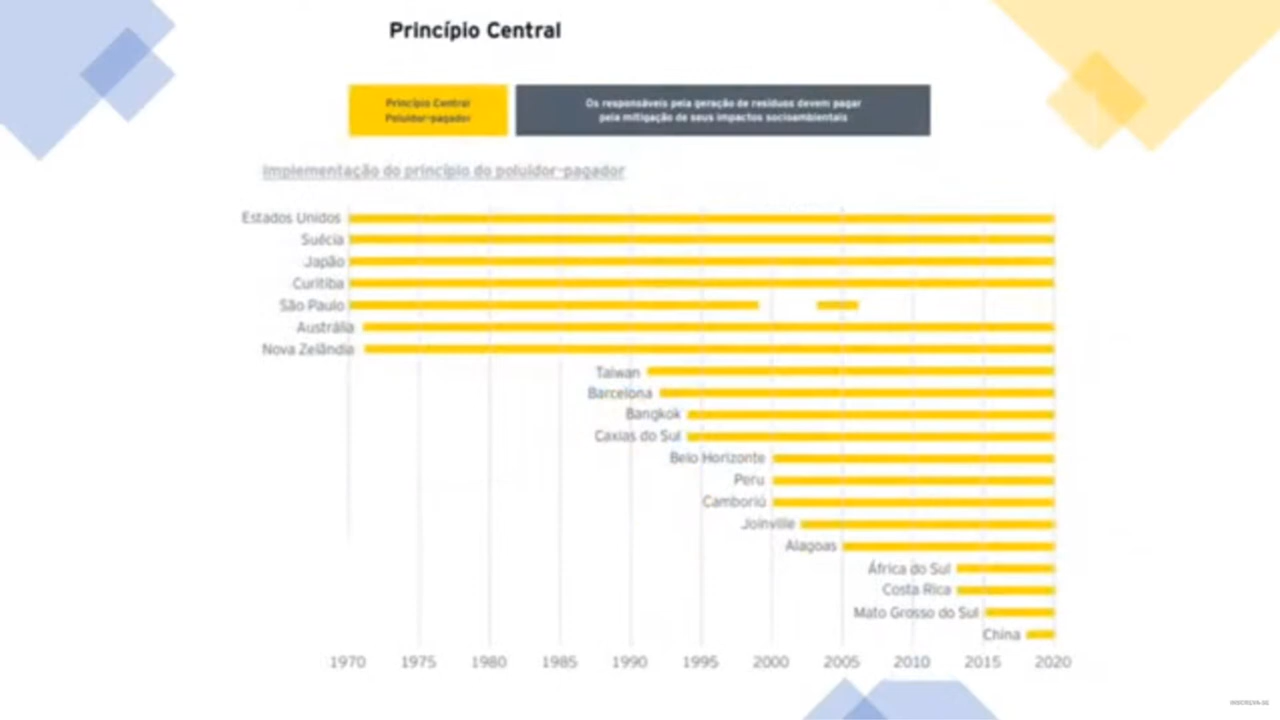 Princípio Central
Princípio Central
Poluidor-pagador
Os responsáveis pela geração de resíduos devem pagar
pela mitigação de seus impactos socioambientais
Implementação do princípio do poluidor-pagador
Estados Unidos
Suécia
Japão
Curitiba
São Paulo
Austrália
Nova Zelândia
Taiwan
Barcelona
Bangkok
Caxias do Sul
Belo Horizonte
Peru
Camboriú
Joinville
Alagoas
África do Sul
Costa Rica
Mato Grosso do Sul
China
1970 1975 1980 1985 1990 1995 2000 2005 2010 2015 2020
INSCREVA-SE